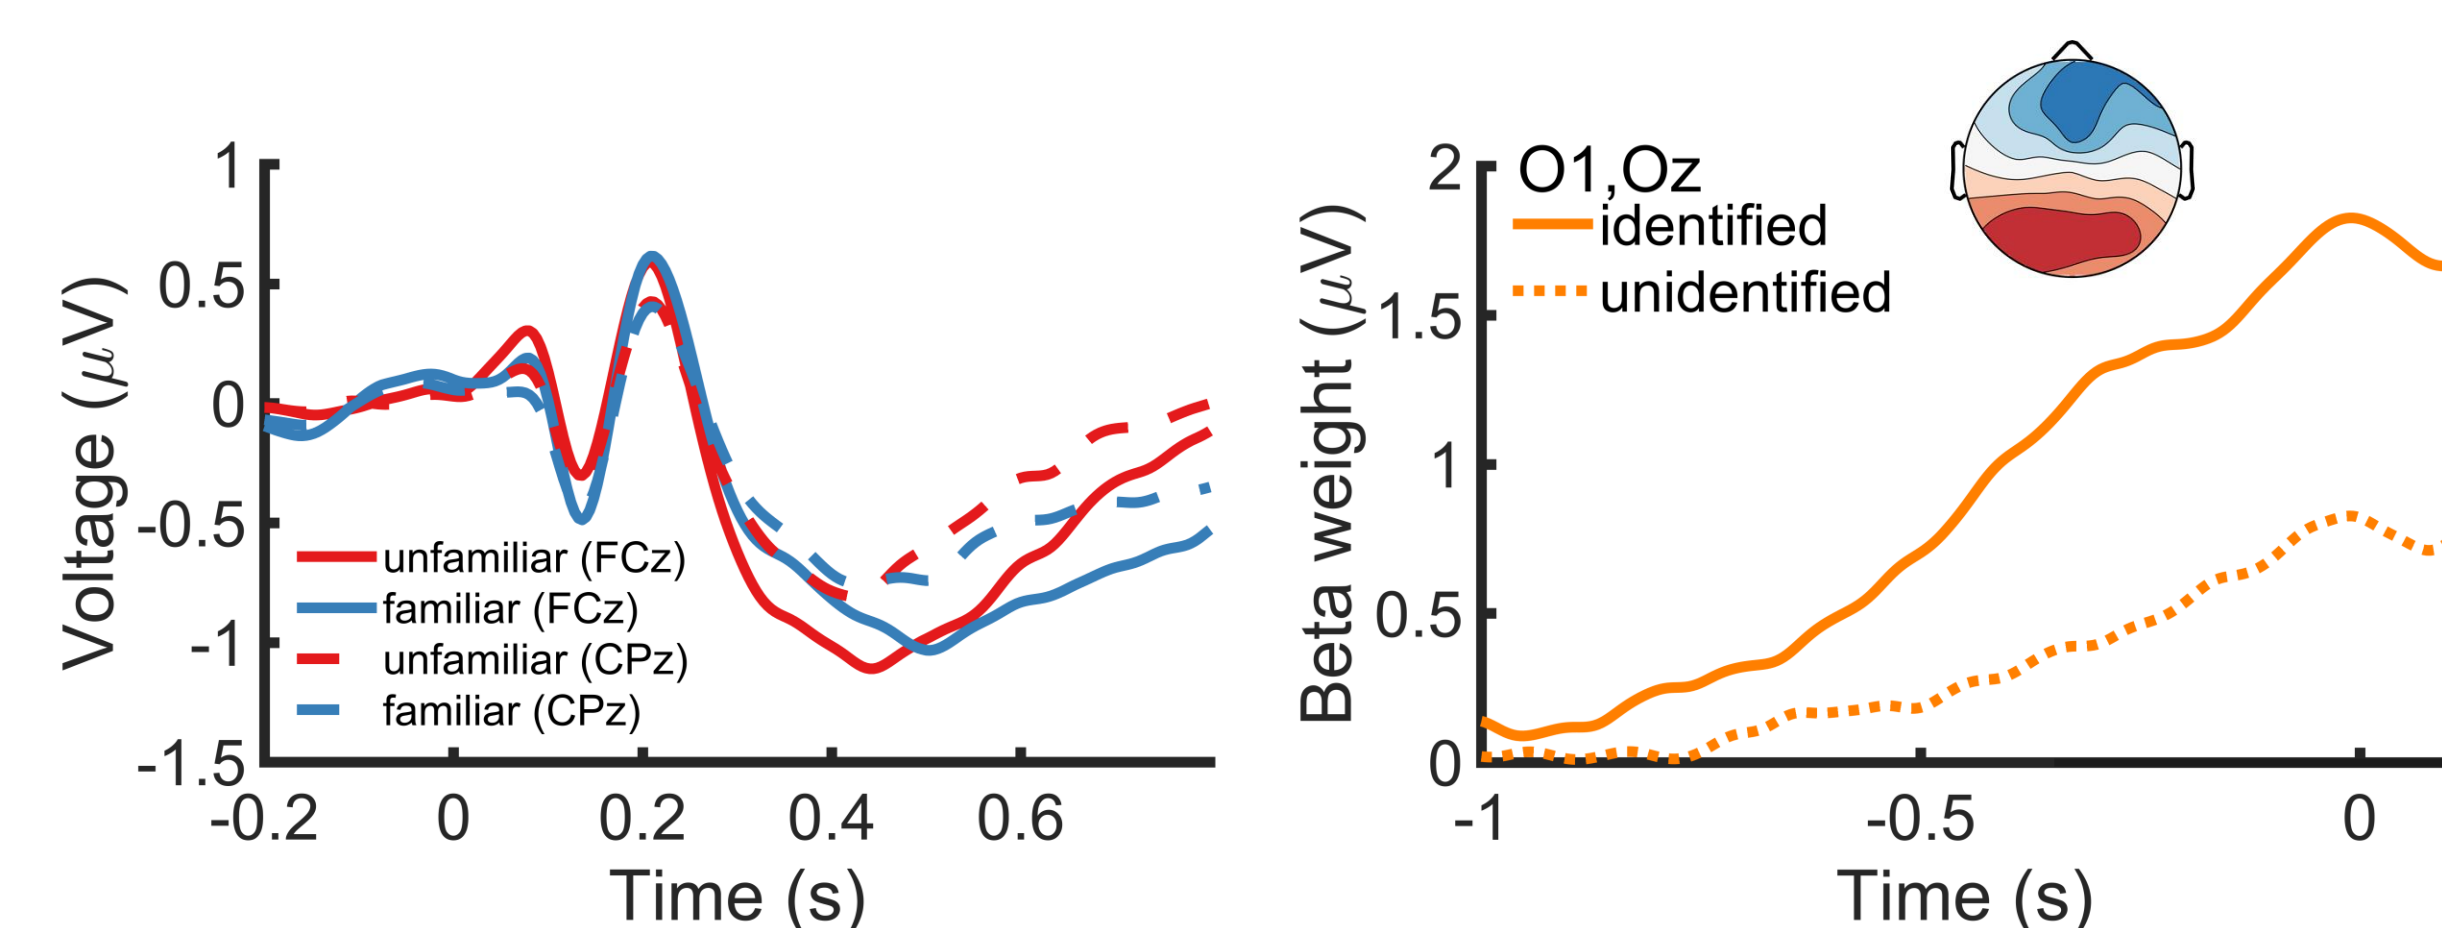 Voltage (μV)
1
0.5
0
-0.5
-1
-1.5
unfamiliar (FCz)
familiar (FCz)
unfamiliar (CPz)
familiar (CPz)
-0.2 0 0.2 0.4 0.6
Time (s)
Beta weight (μV)
2
1.5
1
0.5
0
O1,Oz
identified
unidentified
-1 -0.5 0
Time (s)